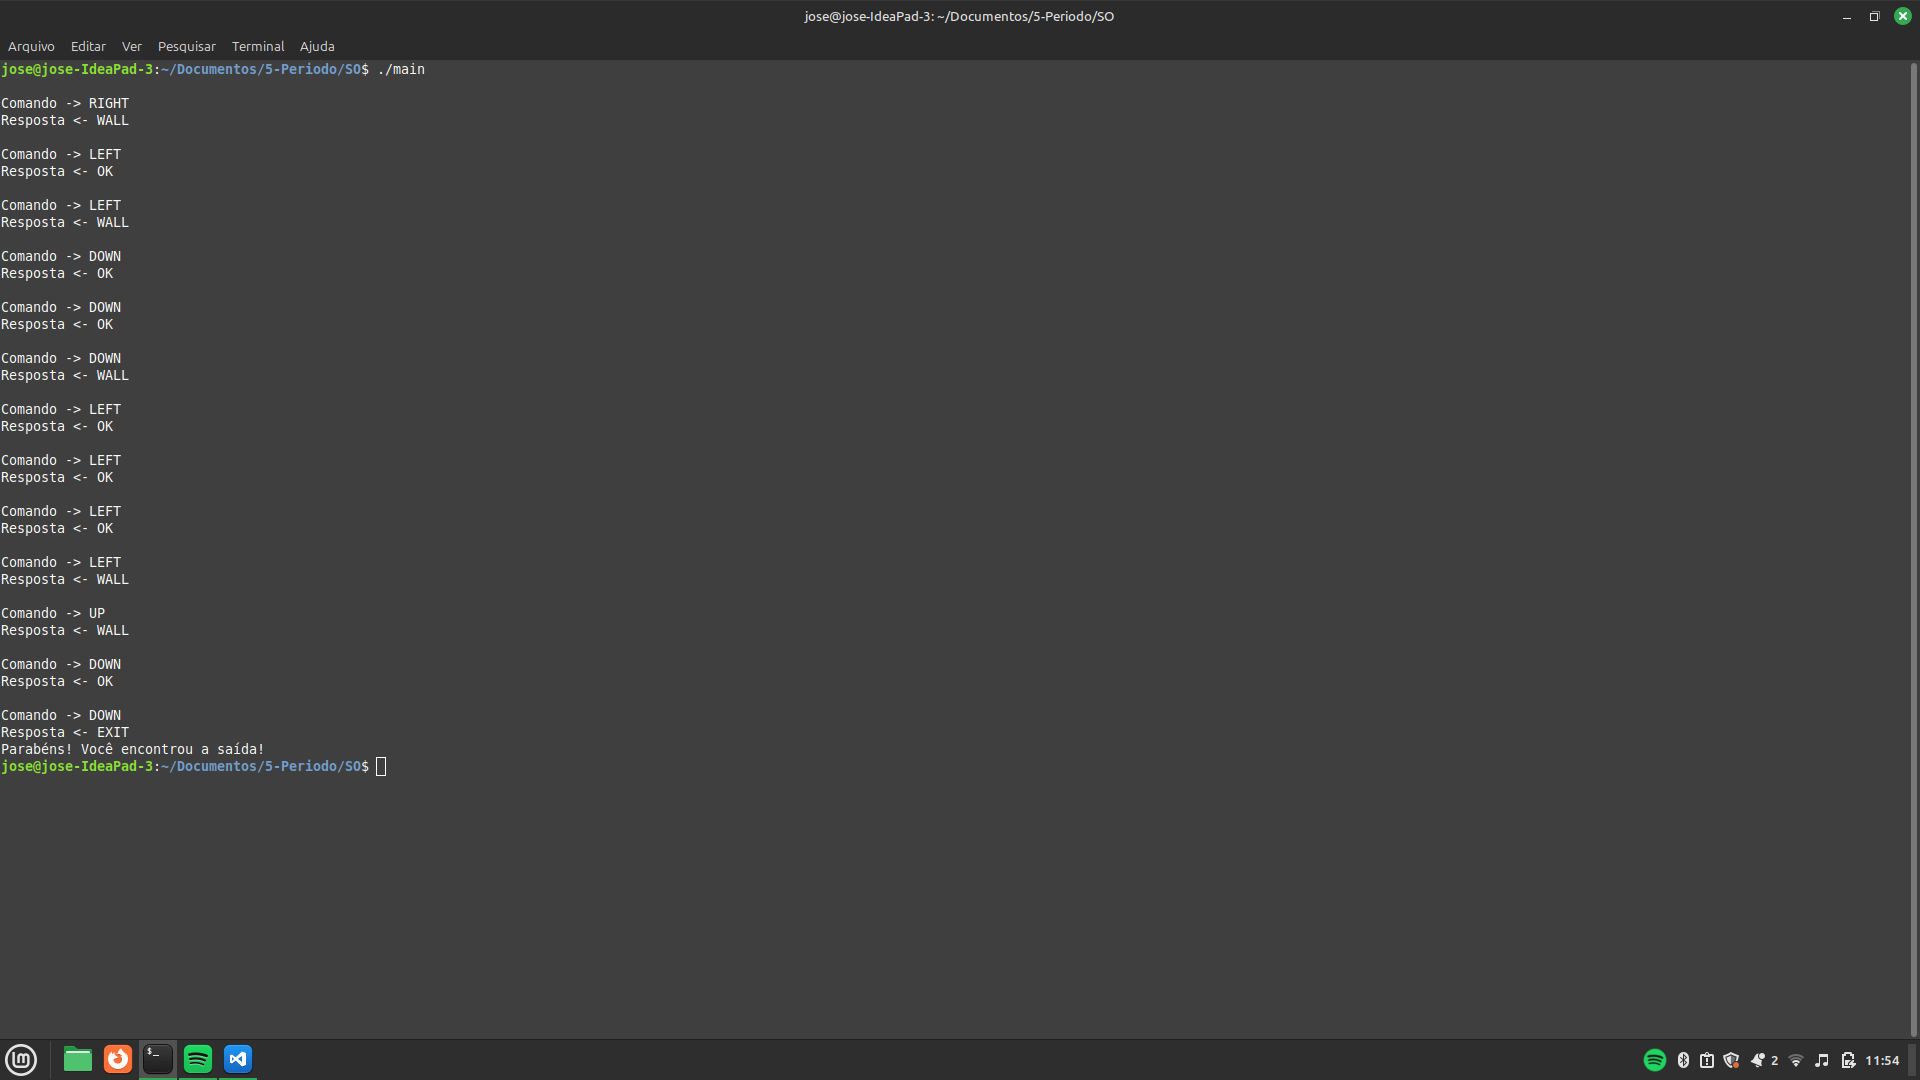 jose@jose-IdeaPad-3: ~/Documentos/5-Periodo/SO
Arquivo Editar Ver Pesquisar Terminal Ajuda
jose@jose-IdeaPad-3:~/Documentos/5-Periodo/SO$ ./main
Comando -> RIGHT
Resposta <- WALL
Comando -> LEFT
Resposta <- OK
Comando -> LEFT
Resposta <- WALL
Comando -> DOWN
Resposta <- OK
Comando -> DOWN
Resposta <- OK
Comando -> DOWN
Resposta <- WALL
Comando -> LEFT
Resposta <- OK
Comando -> LEFT
Resposta <- OK
Comando -> LEFT
Resposta <- OK
Comando -> LEFT
Resposta <- WALL
Comando -> UP
Resposta <- WALL
Comando -> DOWN
Resposta <- OK
Comando -> DOWN
Resposta <- EXIT
Parabéns! Você encontrou a saída!
jose@jose-IdeaPad-3:~/Documentos/5-Periodo/SO$
2 11:54